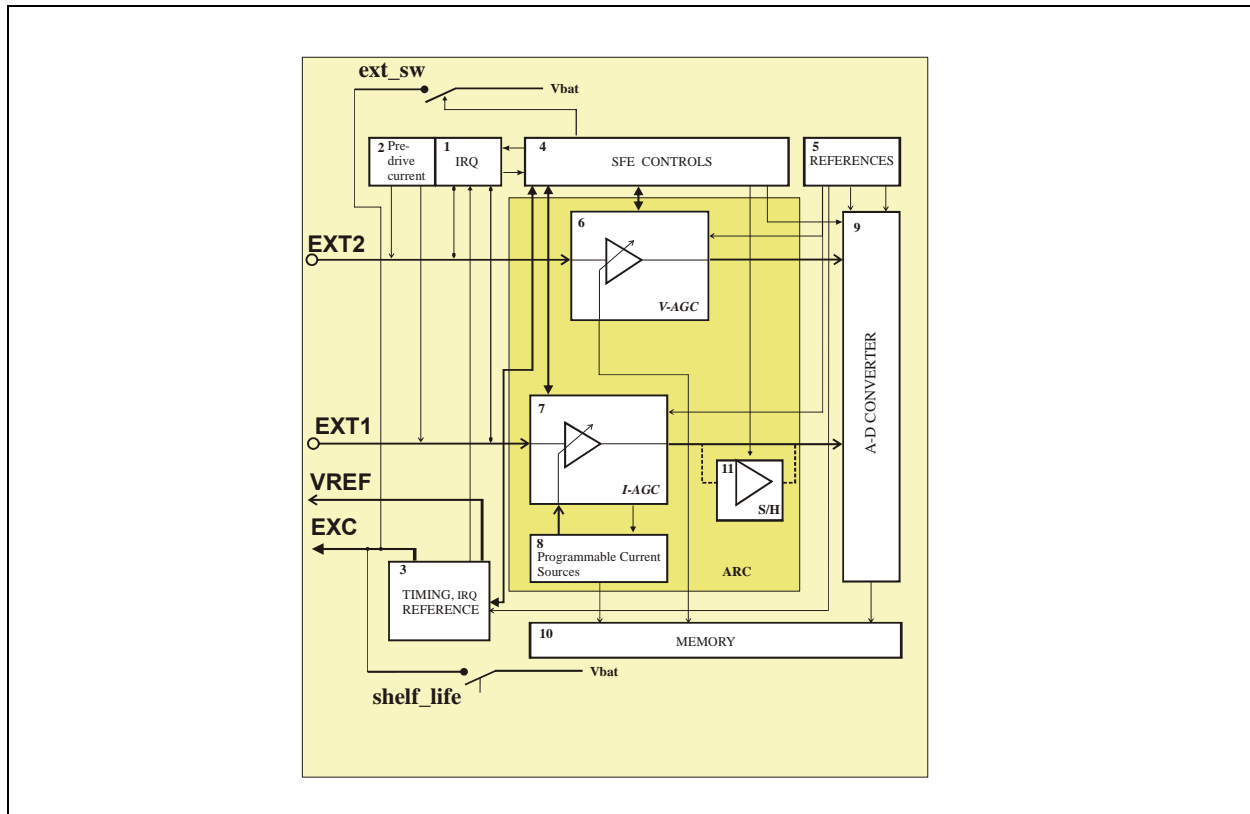 ext_sw
Vbat
2 Pre-
drive
current
1
IRQ
4
SFE CONTROLS
5
REFERENCES
6
V-AGC
9
A-D CONVERTER
EXT2
7
I-AGC
EXT1
11
S/H
VREF
EXC
8
Programmable Current
Sources
ARC
3
TIMING, IRQ
REFERENCE
10
MEMORY
Vbat
shelf_life